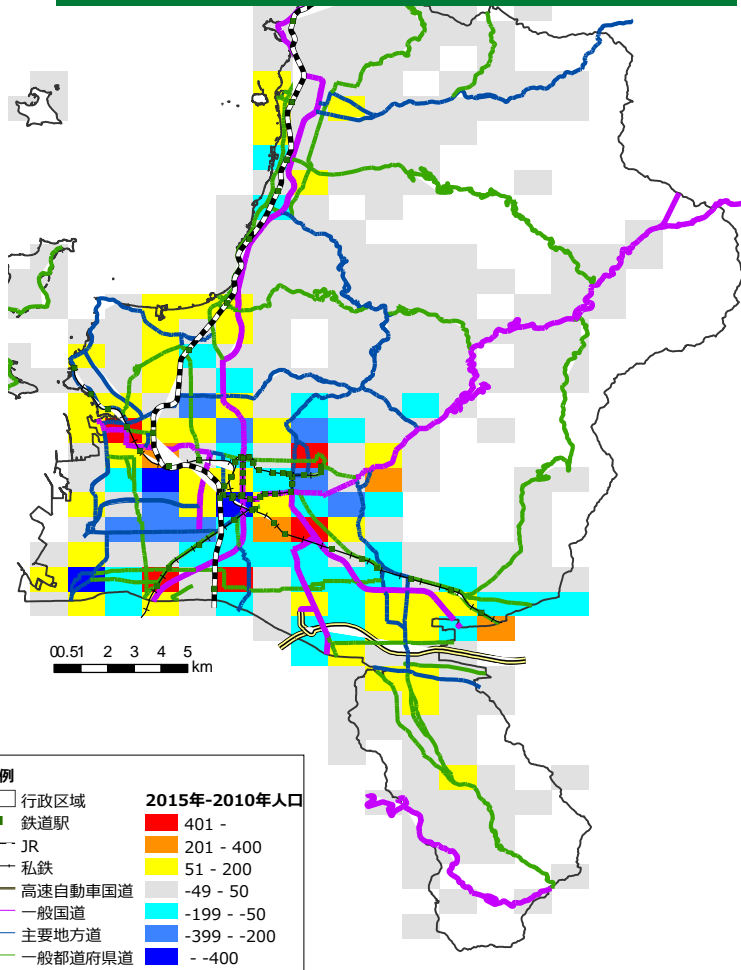 00.51 2 3 4 5
km
例
行政区域
鉄道駅
JR
私鉄
高速自動車国道
一般国道
主要地方道
一般都道府県道
2015年-2010年人口
401 -
201 - 400
51 - 200
-49 - 50
-199 - -50
-399 - -200
- -400